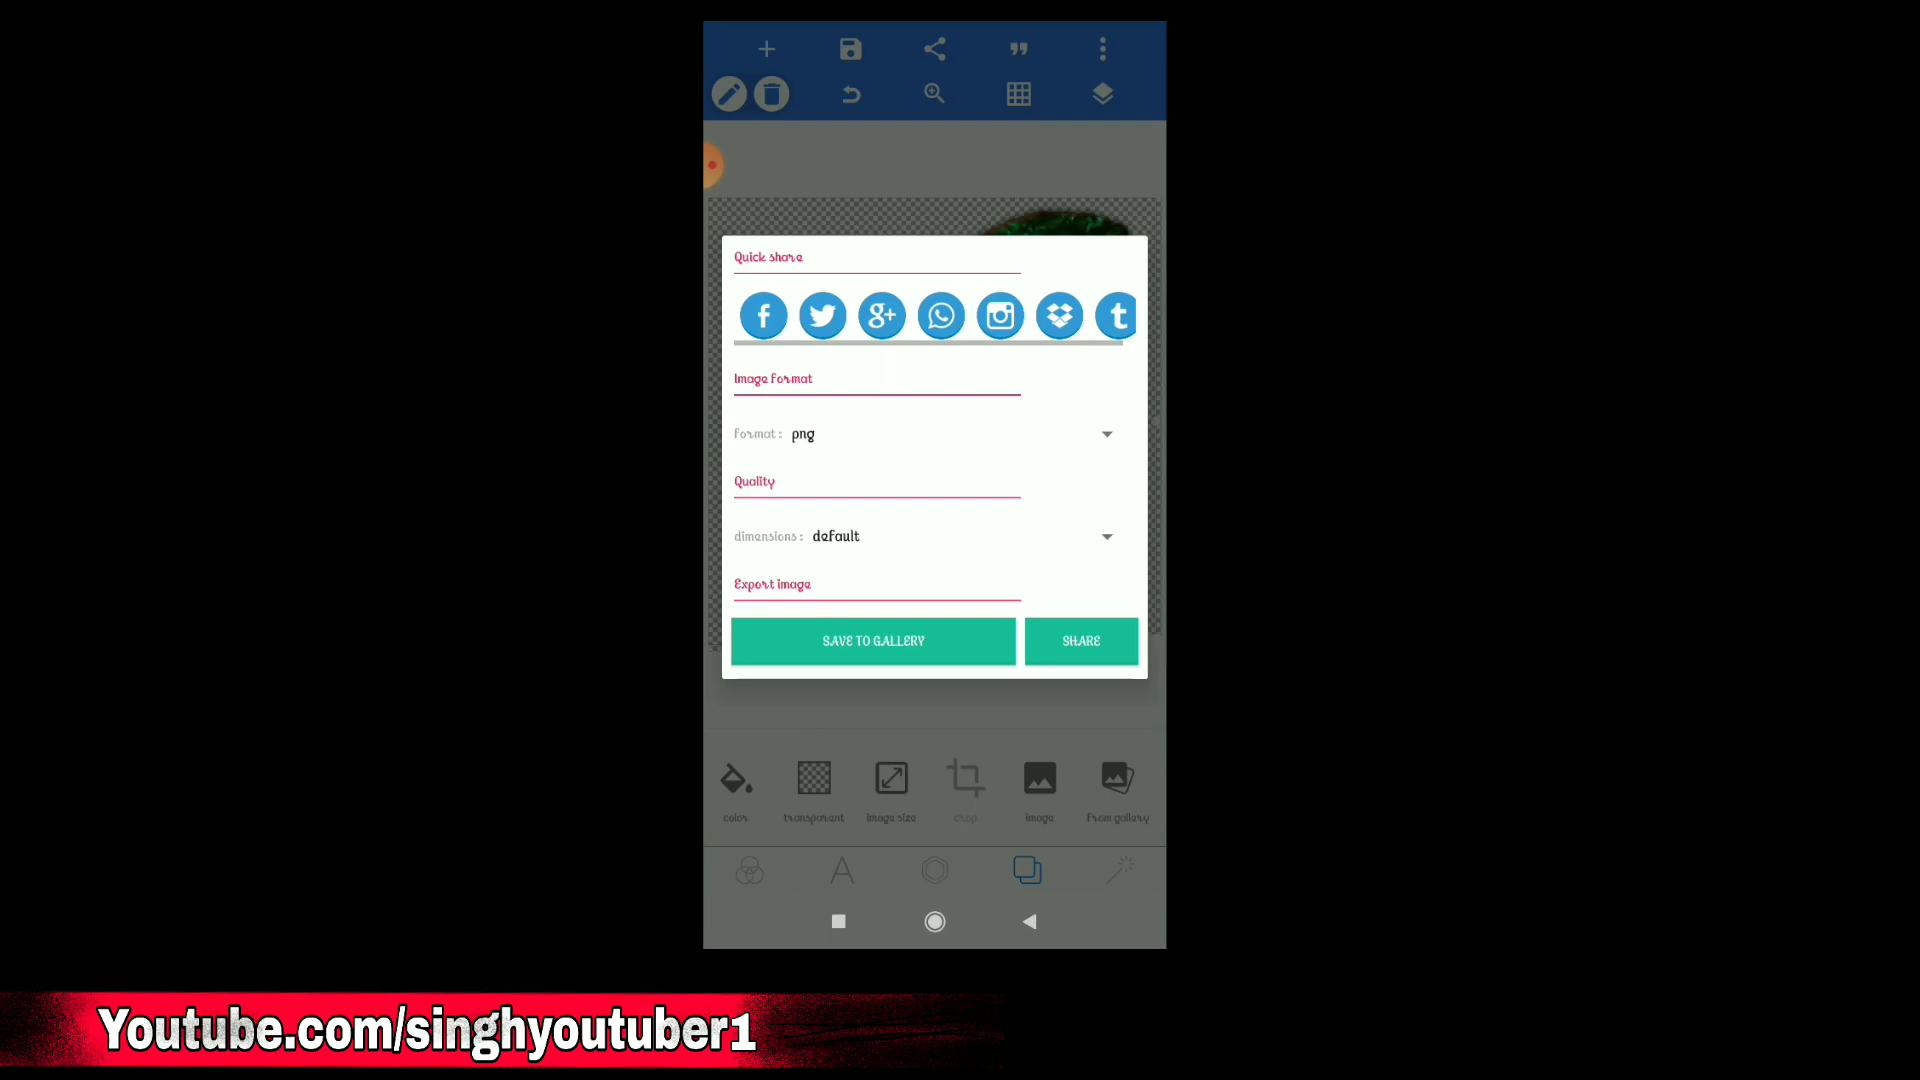 Quick share
Image format
format: png
Quality
dimensions: default
Export image
SAVE TO GALLERY SHARE
color transparent image size crop image from gallery
Youtube.com/singhyoutuber1